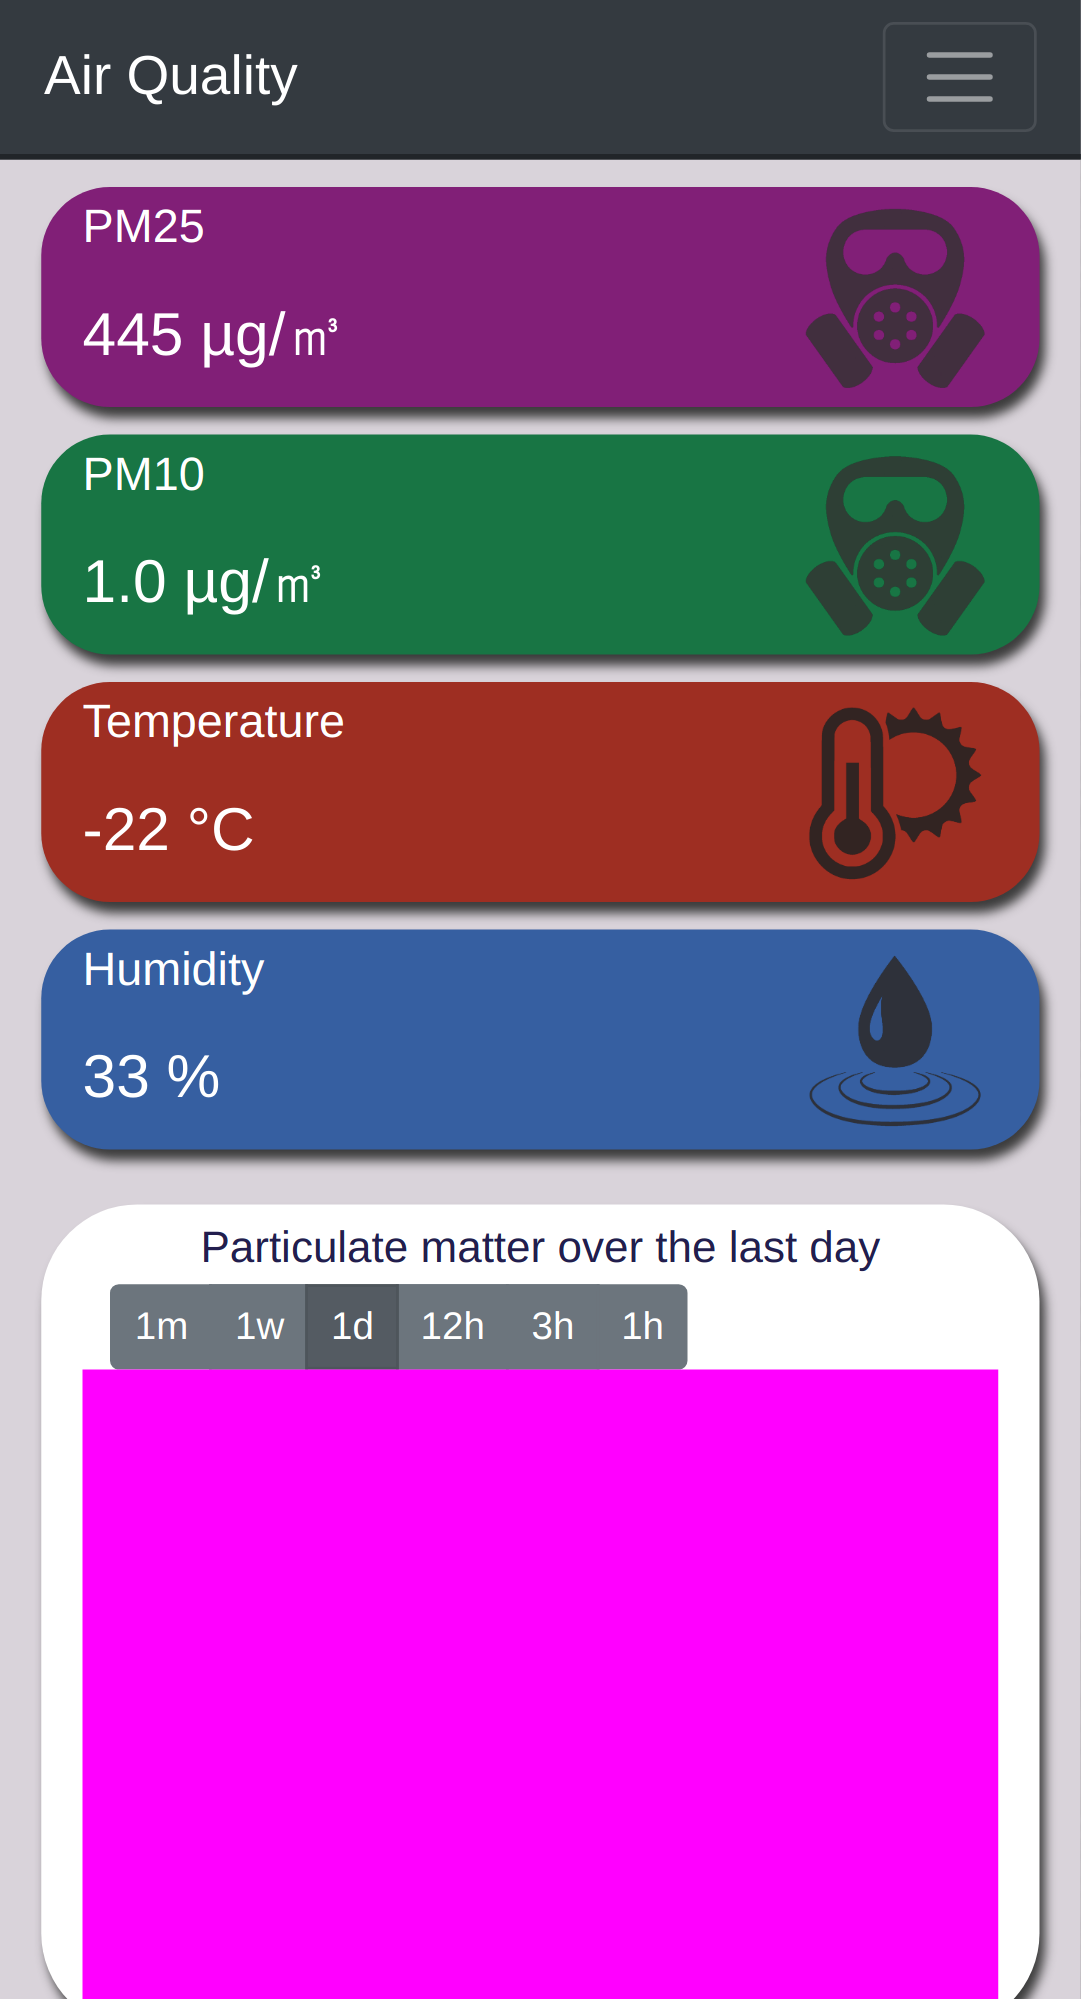 Air Quality
PM25
445 µg/㎥
PM10
1.0 µg/㎥
Temperature
-22 °C
Humidity
33 %
Particulate matter over the last day
1m 1w 1d 12h 3h 1h